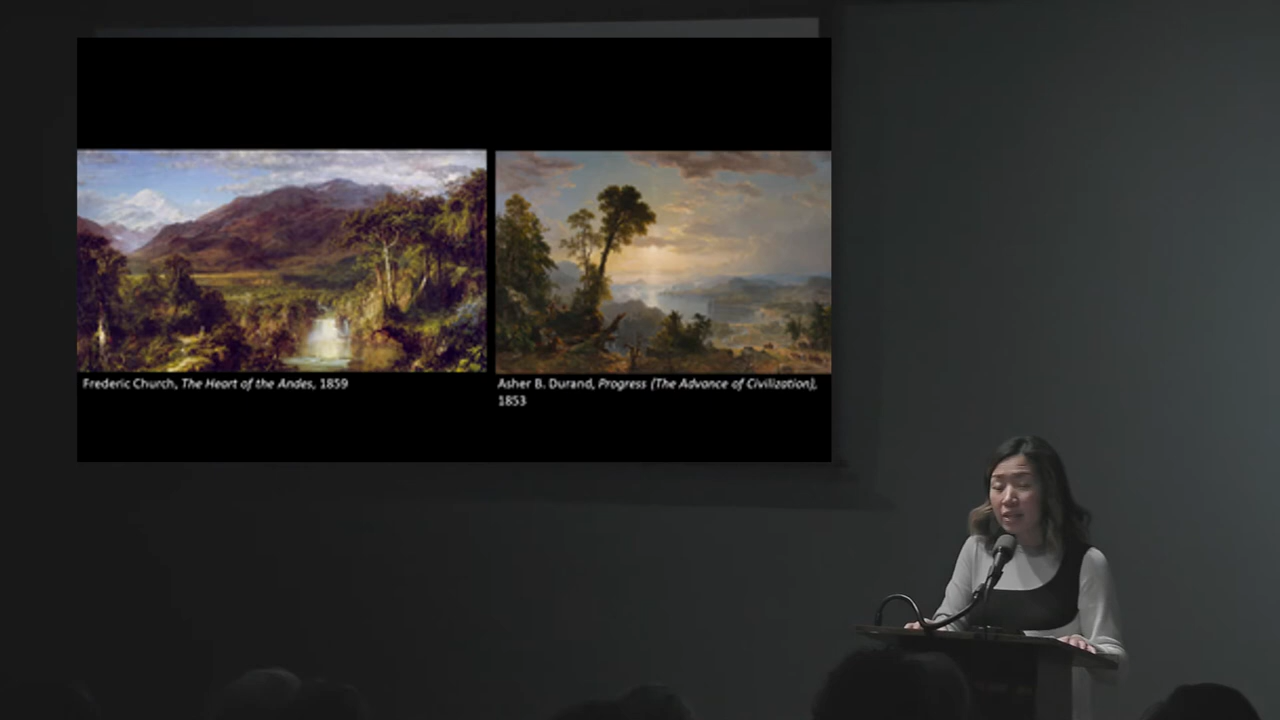 Frederic Church, The Heart of the Andes, 1859
Asher B. Durand, Progress (The Advance of Civilization),
1853